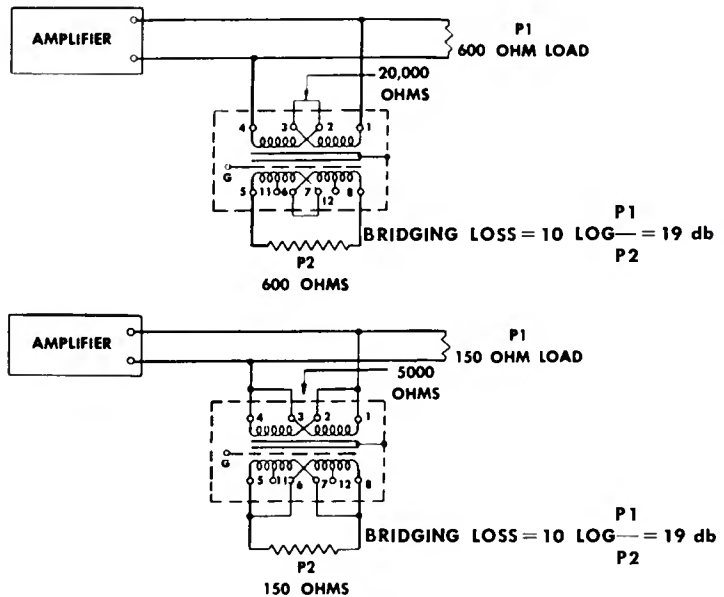 AMPLIFIER
P1
600 OHM LOAD
20,000
OHMS
4 3 2 1
G
5 11 6 7 12 8
BRIDGING LOSS = 10 LOG P1/P2 = 19 db
P2
600 OHMS
AMPLIFIER
P1
150 OHM LOAD
5000
OHMS
4 3 2 1
G
5 11 6 7 12 8
BRIDGING LOSS = 10 LOG P1/P2 = 19 db
P2
150 OHMS